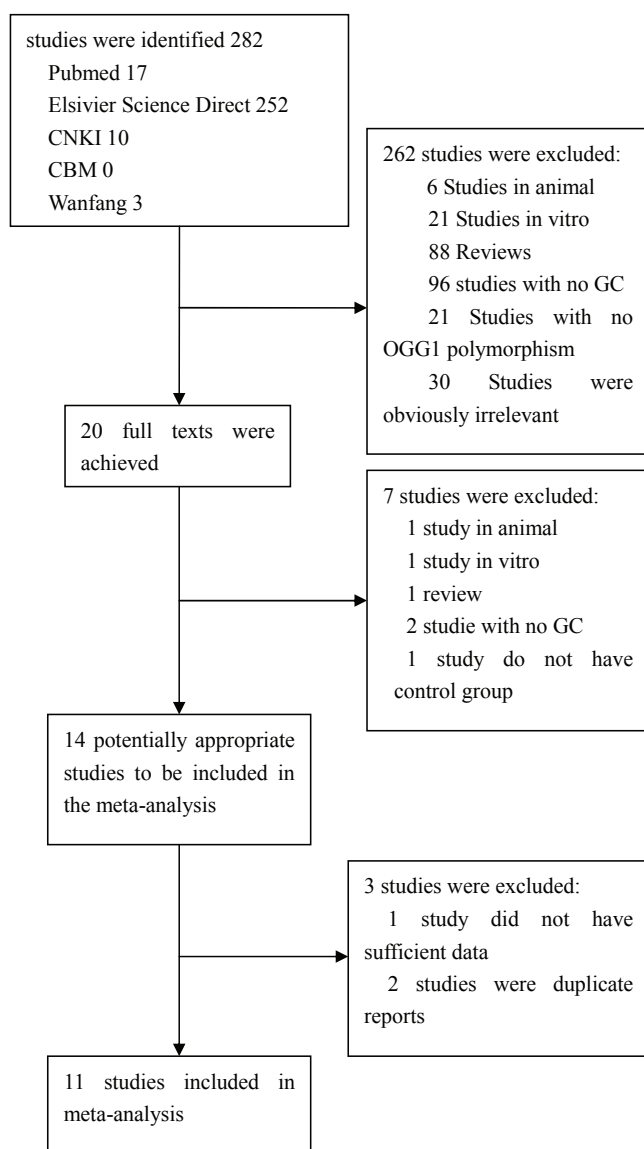 studies were identified 282
Pubmed 17
Elsivier Science Direct 252
CNKI 10
CBM 0
Wanfang 3
262 studies were excluded:
6 Studies in animal
21 Studies in vitro
88 Reviews
96 studies with no GC
21 Studies with no
OGG1 polymorphism
30 Studies were
obviously irrelevant
20 full texts were
achieved
7 studies were excluded:
1 study in animal
1 study in vitro
1 review
2 studie with no GC
1 study do not have
control group
14 potentially appropriate
studies to be included in
the meta-analysis
3 studies were excluded:
1 study did not have
sufficient data
2 studies were duplicate
reports
11 studies included in
meta-analysis